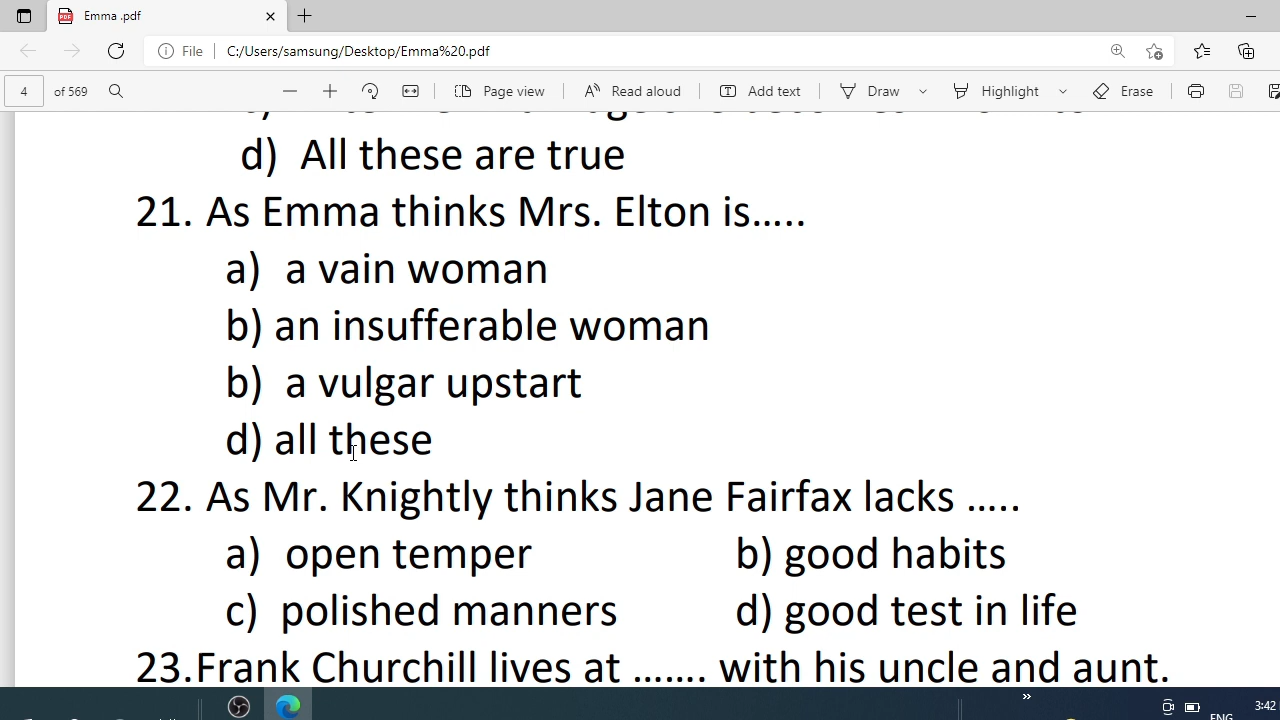 Emma .pdf
File C:/Users/samsung/Desktop/Emma%20.pdf
4 of 569 Page view Read aloud Add text Draw Highlight Erase
d) All these are true
21. As Emma thinks Mrs. Elton is.....
a) a vain woman
b) an insufferable woman
b) a vulgar upstart
d) all these
22. As Mr. Knightly thinks Jane Fairfax lacks .....
a) open temper b) good habits
c) polished manners d) good test in life
23.Frank Churchill lives at ....... with his uncle and aunt.
ENG 3:42